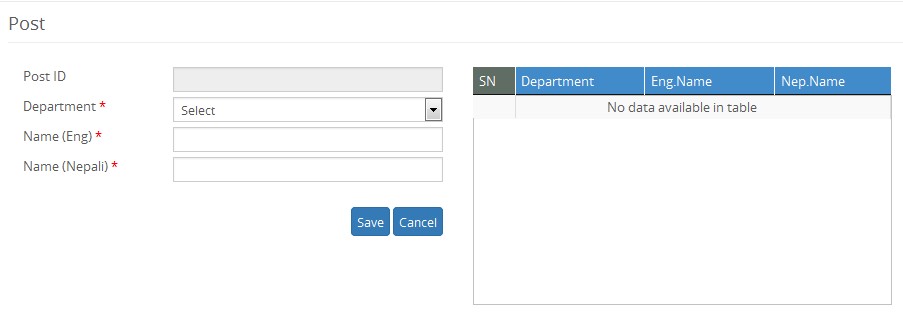 Post
Post ID
Department *
Select
Name (Eng) *
Name (Nepali) *
Save Cancel
SN Department Eng.Name Nep.Name
No data available in table